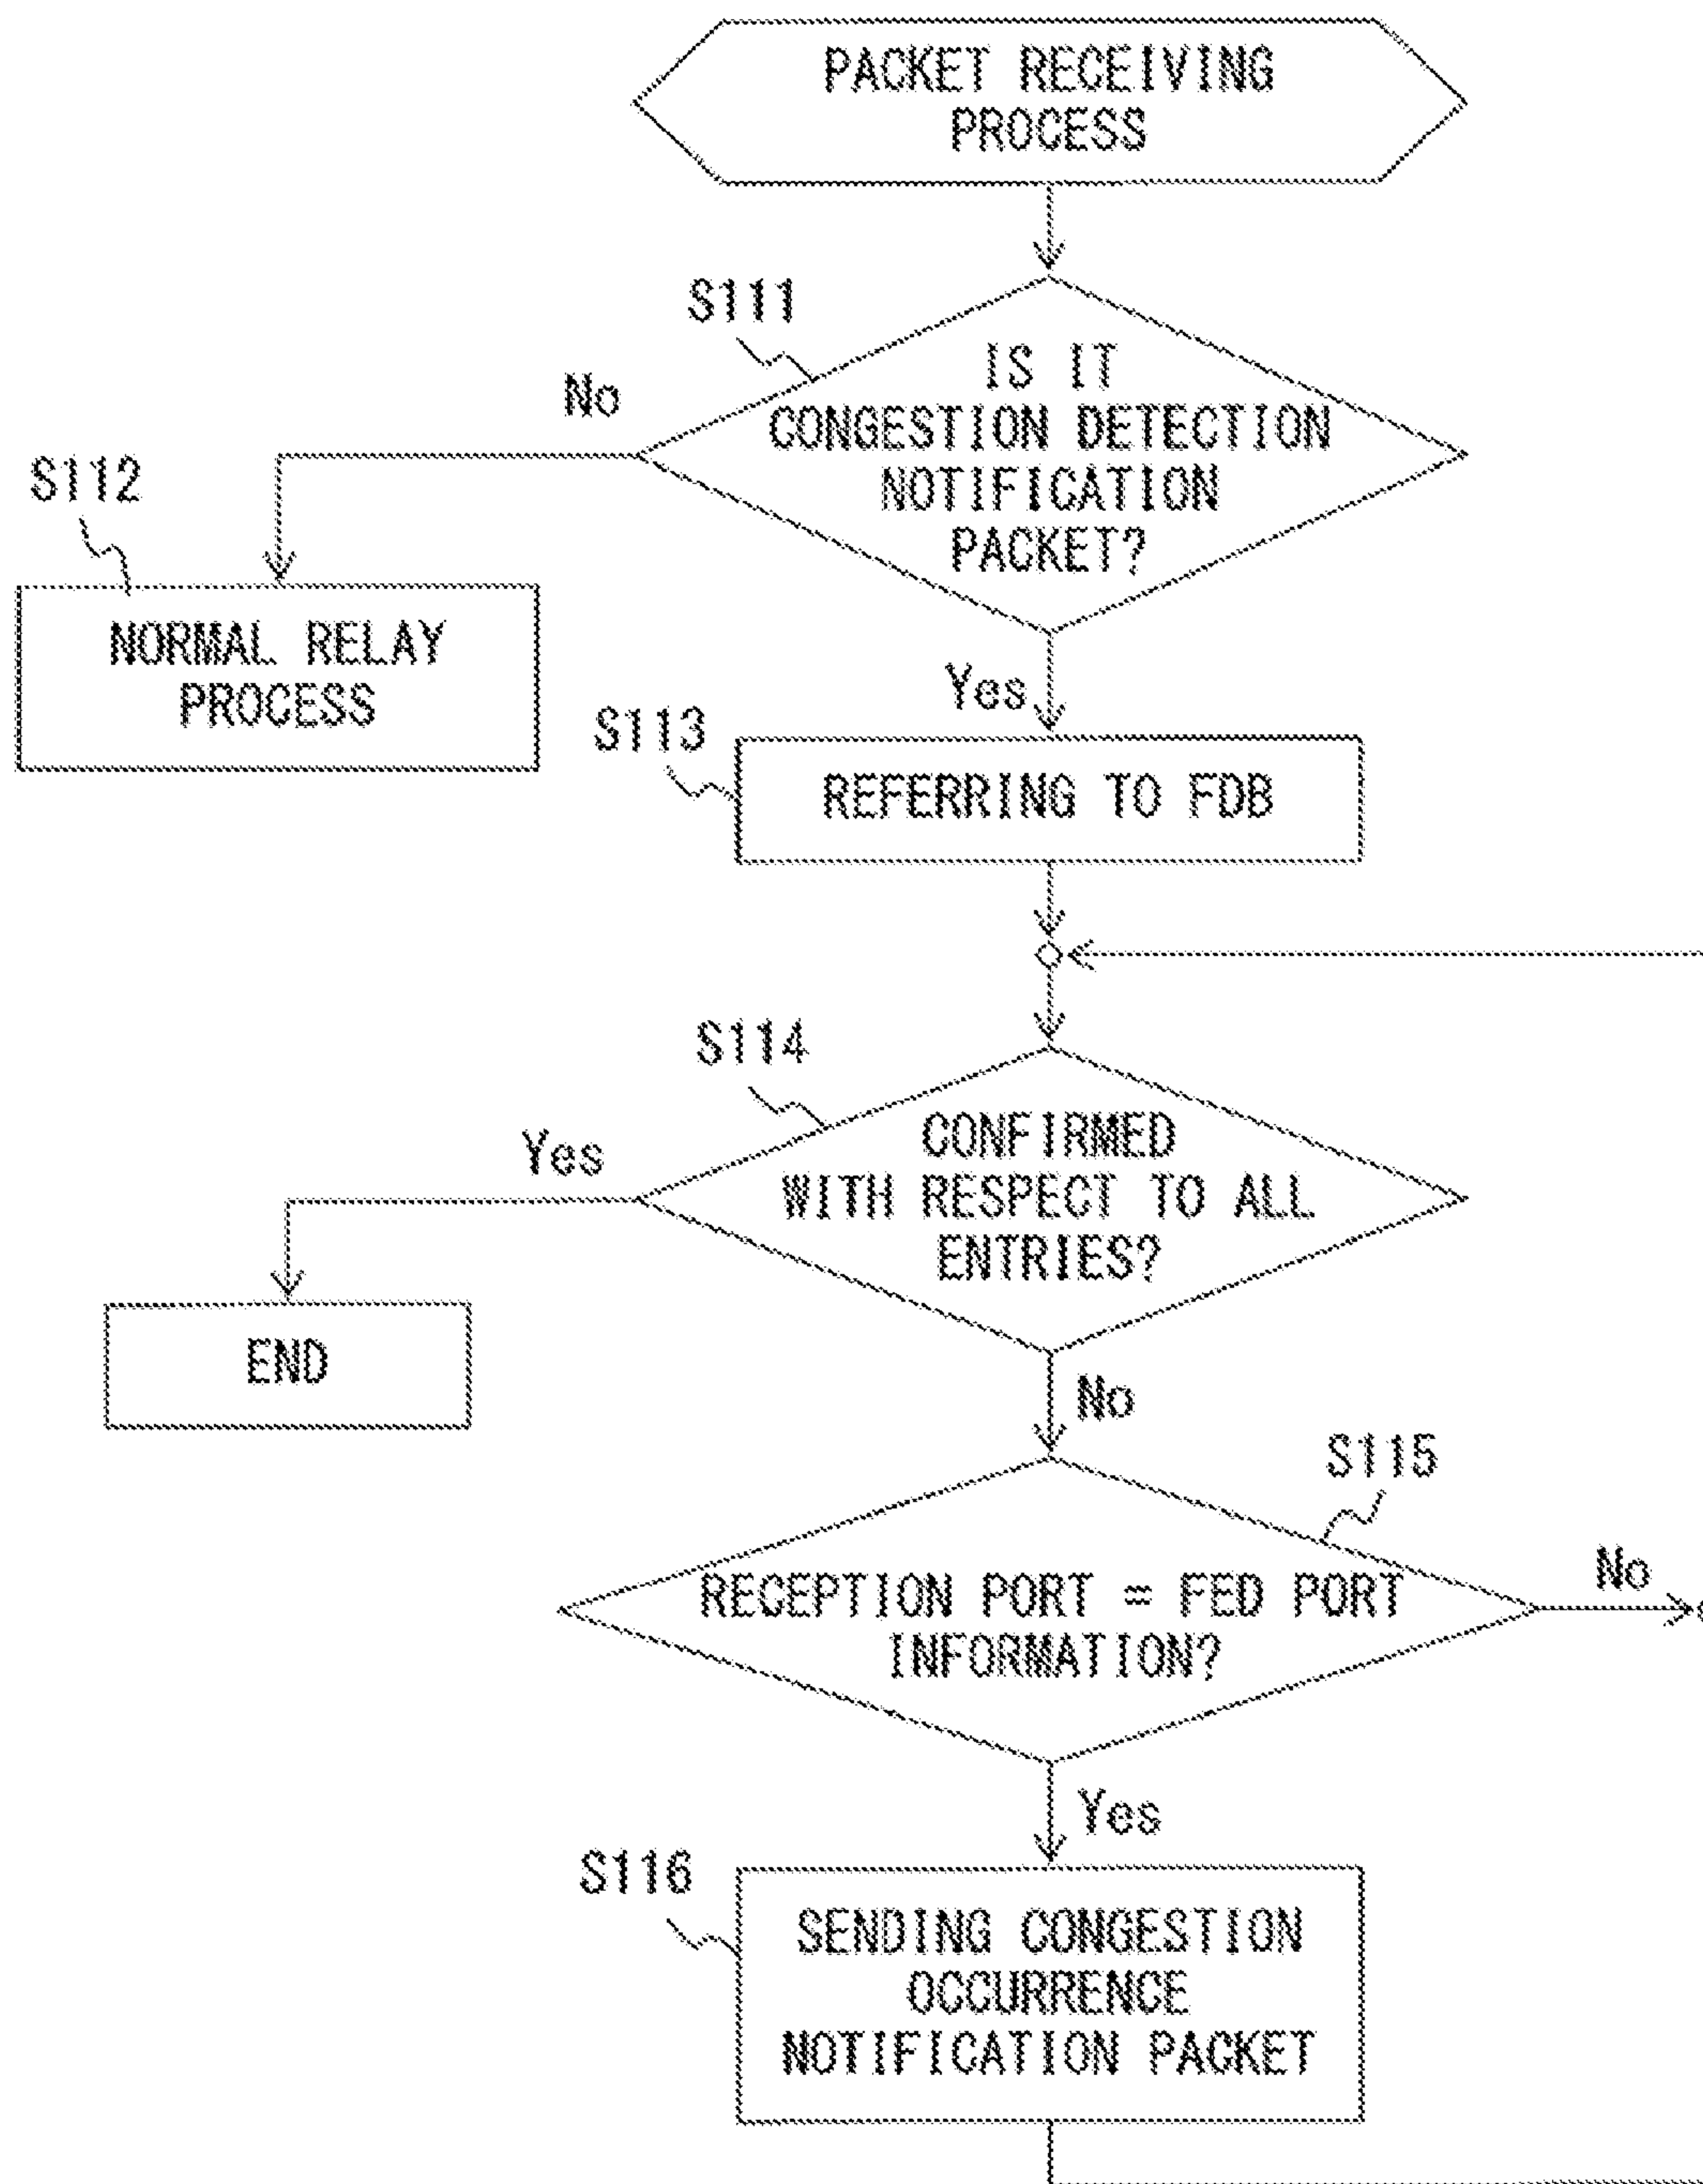 PACKET RECEIVING
PROCESS
S111
IS IT
CONGESTION DETECTION
NOTIFICATION
PACKET?
No
S112
NORMAL RELAY
PROCESS
Yes
S113
REFERRING TO FDB
S114
CONFIRMED
WITH RESPECT TO ALL
ENTRIES?
Yes
END
No
S115
RECEPTION PORT = FED PORT
INFORMATION?
No
Yes
S116
SENDING CONGESTION
OCCURRENCE
NOTIFICATION PACKET